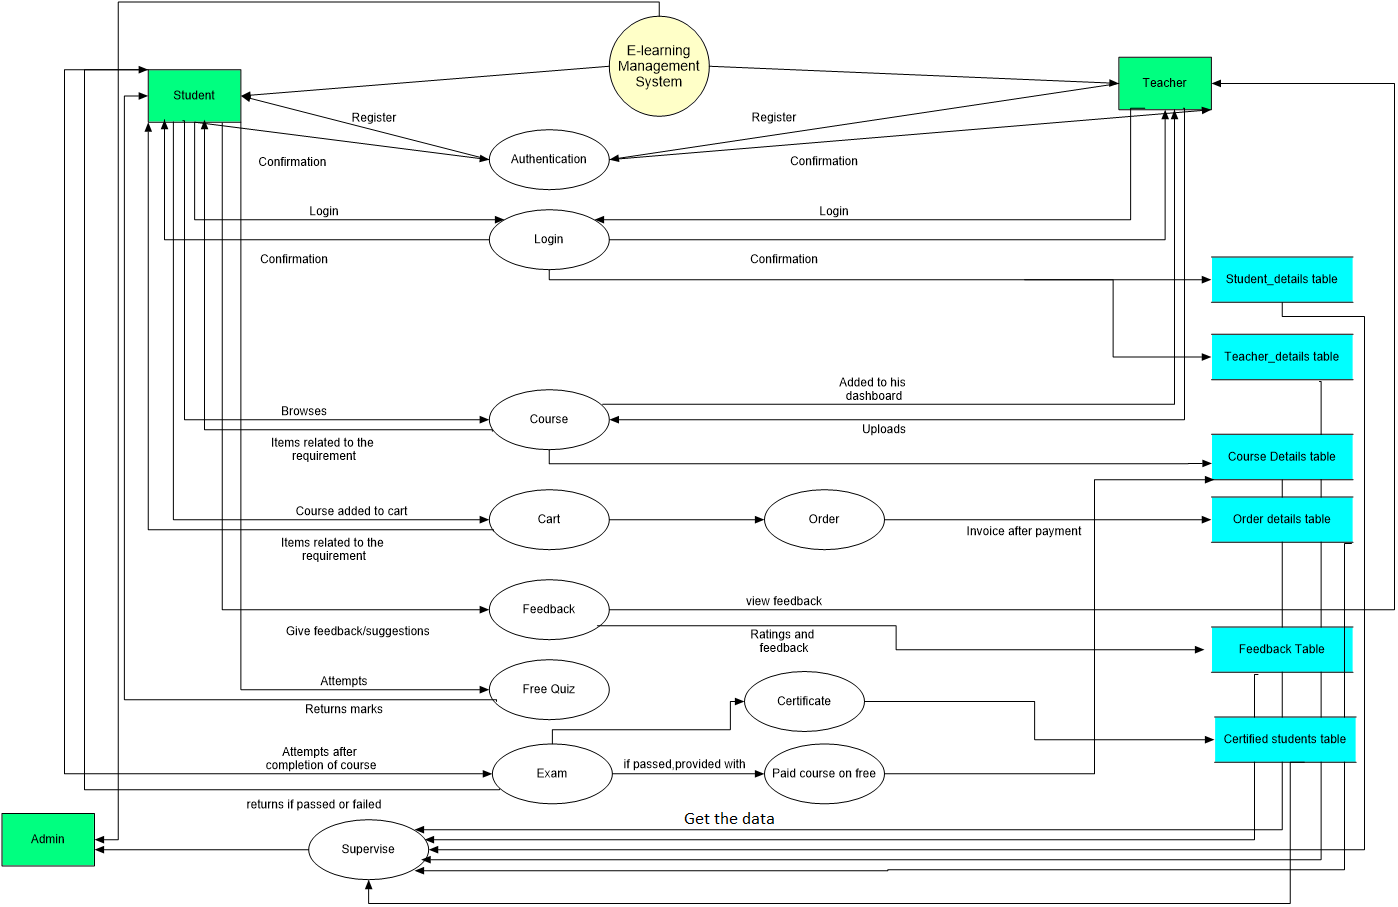 E-learning
Management
System
Student
Teacher
Register
Register
Authentication
Confirmation
Confirmation
Login
Login
Login
Confirmation
Confirmation
Student_details table
Teacher_details table
Added to his
dashboard
Browses
Course
Uploads
Items related to the
requirement
Course Details table
Course added to cart
Cart
Order
Order details table
Invoice after payment
Items related to the
requirement
view feedback
Feedback
Give feedback/suggestions
Ratings and
feedback
Feedback Table
Attempts
Free Quiz
Returns marks
Certificate
Certified students table
Attempts after
completion of course
Exam
if passed,provided with
Paid course on free
returns if passed or failed
Get the data
Admin
Supervise